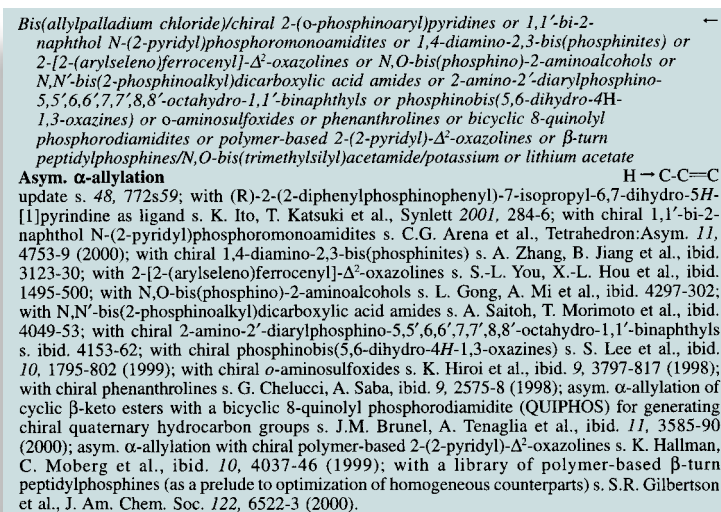 Bis(allylpalladium chloride)/chiral 2-(o-phosphinoaryl)pyridines or 1,1′-bi-2- ←
naphthol N-(2-pyridyl)phosphoromonoamidites or 1,4-diamino-2,3-bis(phosphinites) or
2-[2-(arylseleno)ferrocenyl]-Δ²-oxazolines or N,O-bis(phosphino)-2-aminoalcohols or
N,N′-bis(2-phosphinoalkyl)dicarboxylic acid amides or 2-amino-2′-diarylphosphino-
5,5′,6,6′,7,7′,8,8′-octahydro-1,1′-binaphthyls or phosphinobis(5,6-dihydro-4H-
1,3-oxazines) or o-aminosulfoxides or phenanthrolines or bicyclic 8-quinolyl
phosphorodiamidites or polymer-based 2-(2-pyridyl)-Δ²-oxazolines or β-turn
peptidylphosphines/N,O-bis(trimethylsilyl)acetamide/potassium or lithium acetate
Asym. α-allylation H → C-C=C
update s. 48, 772s59; with (R)-2-(2-diphenylphosphinophenyl)-7-isopropyl-6,7-dihydro-5H-
[1]pyrindine as ligand s. K. Ito, T. Katsuki et al., Synlett 2001, 284-6; with chiral 1,1′-bi-2-
naphthol N-(2-pyridyl)phosphoromonoamidites s. C.G. Arena et al., Tetrahedron:Asym. 11,
4753-9 (2000); with chiral 1,4-diamino-2,3-bis(phosphinites) s. A. Zhang, B. Jiang et al., ibid.
3123-30; with 2-[2-(arylseleno)ferrocenyl]-Δ²-oxazolines s. S.-L. You, X.-L. Hou et al., ibid.
1495-500; with N,O-bis(phosphino)-2-aminoalcohols s. L. Gong, A. Mi et al., ibid. 4297-302;
with N,N′-bis(2-phosphinoalkyl)dicarboxylic acid amides s. A. Saitoh, T. Morimoto et al., ibid.
4049-53; with chiral 2-amino-2′-diarylphosphino-5,5′,6,6′,7,7′,8,8′-octahydro-1,1′-binaphthyls
s. ibid. 4153-62; with chiral phosphinobis(5,6-dihydro-4H-1,3-oxazines) s. S. Lee et al., ibid.
10, 1795-802 (1999); with chiral o-aminosulfoxides s. K. Hiroi et al., ibid. 9, 3797-817 (1998);
with chiral phenanthrolines s. G. Chelucci, A. Saba, ibid. 9, 2575-8 (1998); asym. α-allylation of
cyclic β-keto esters with a bicyclic 8-quinolyl phosphorodiamidite (QUIPHOS) for generating
chiral quaternary hydrocarbon groups s. J.M. Brunel, A. Tenaglia et al., ibid. 11, 3585-90
(2000); asym. α-allylation with chiral polymer-based 2-(2-pyridyl)-Δ²-oxazolines s. K. Hallman,
C. Moberg et al., ibid. 10, 4037-46 (1999); with a library of polymer-based β-turn
peptidylphosphines (as a prelude to optimization of homogeneous counterparts) s. S.R. Gilbertson
et al., J. Am. Chem. Soc. 122, 6522-3 (2000).